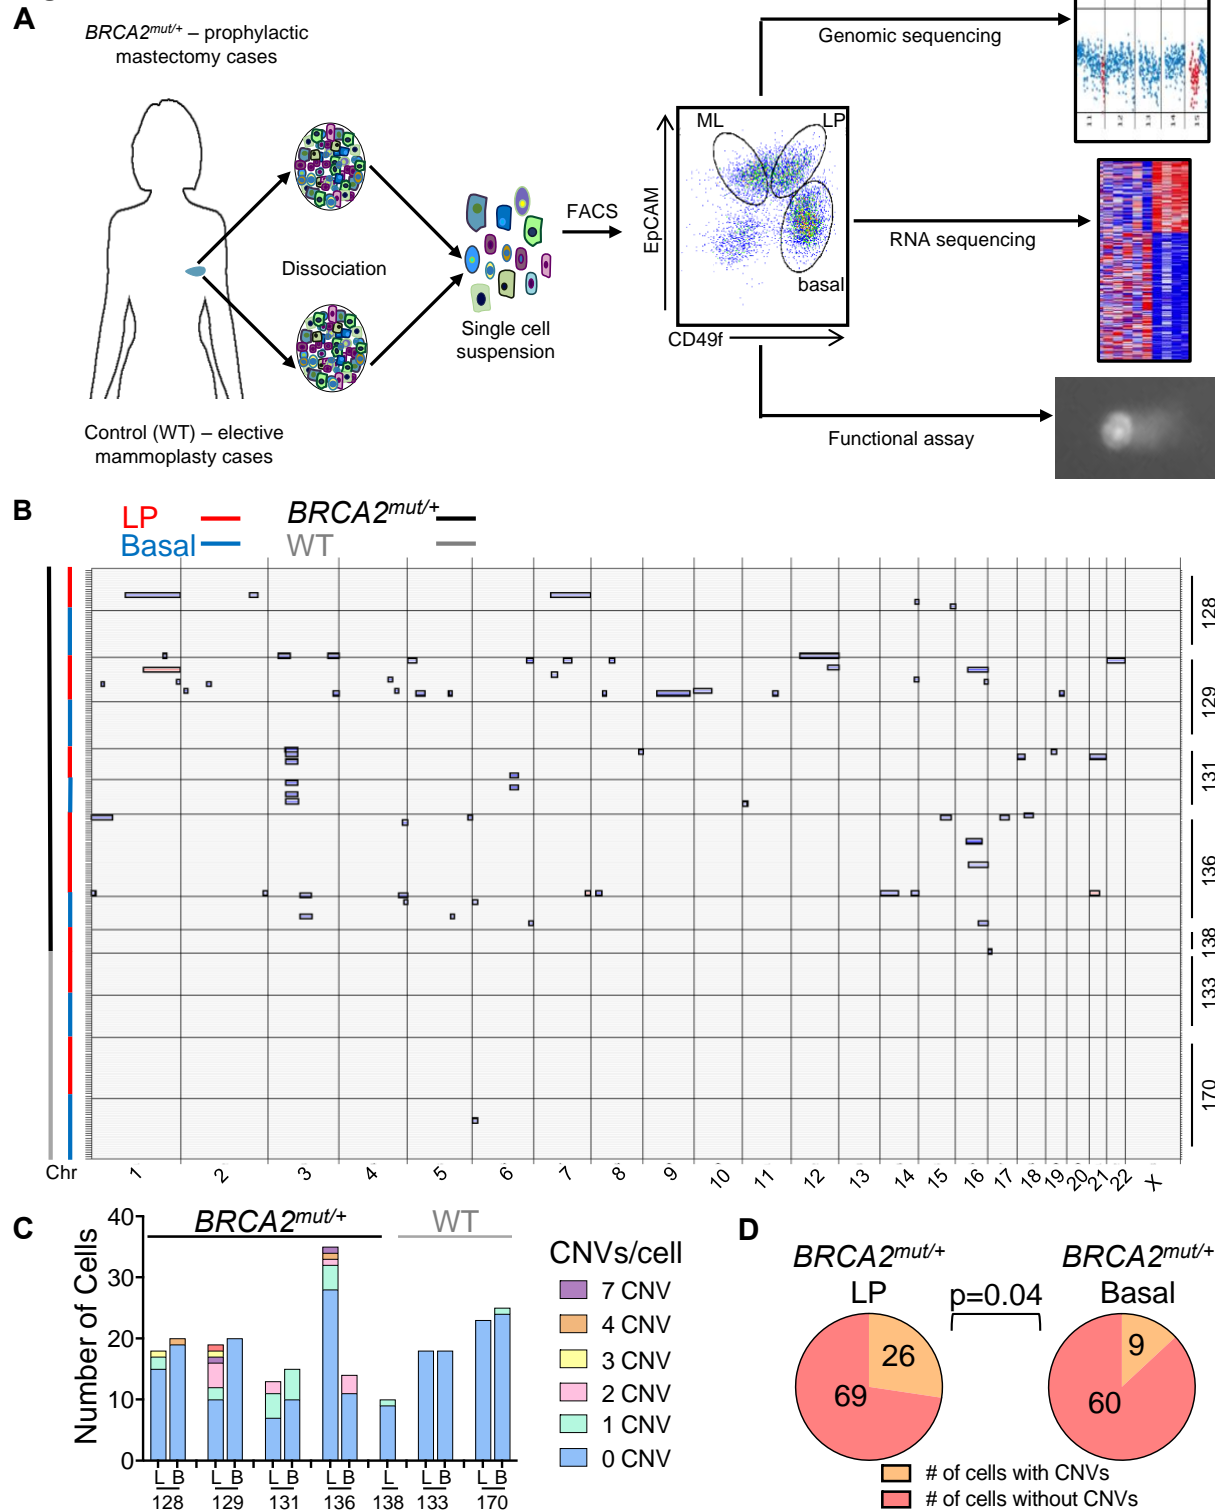 A
BRCA2mut/+ – prophylactic
mastectomy cases
Control (WT) – elective
mammoplasty cases
Dissociation
Single cell
suspension
FACS
EpCAM
ML
LP
basal
CD49f
Genomic sequencing
11 12 13 14 15
RNA sequencing
Functional assay
B
LP
Basal
BRCA2mut/+
WT
128
129
131
136
138
133
170
Chr 1 2 3 4 5 6 7 8 9 10 11 12 13 14 15 16 17 18 19 20 21 22 X
C
BRCA2mut/+ WT
Number of Cells
40
30
20
10
0
L B L B L B L B L L B L B
128 129 131 136 138 133 170
CNVs/cell
7 CNV
4 CNV
3 CNV
2 CNV
1 CNV
0 CNV
D
BRCA2mut/+
LP
p=0.04
BRCA2mut/+
Basal
26
69
9
60
# of cells with CNVs
# of cells without CNVs